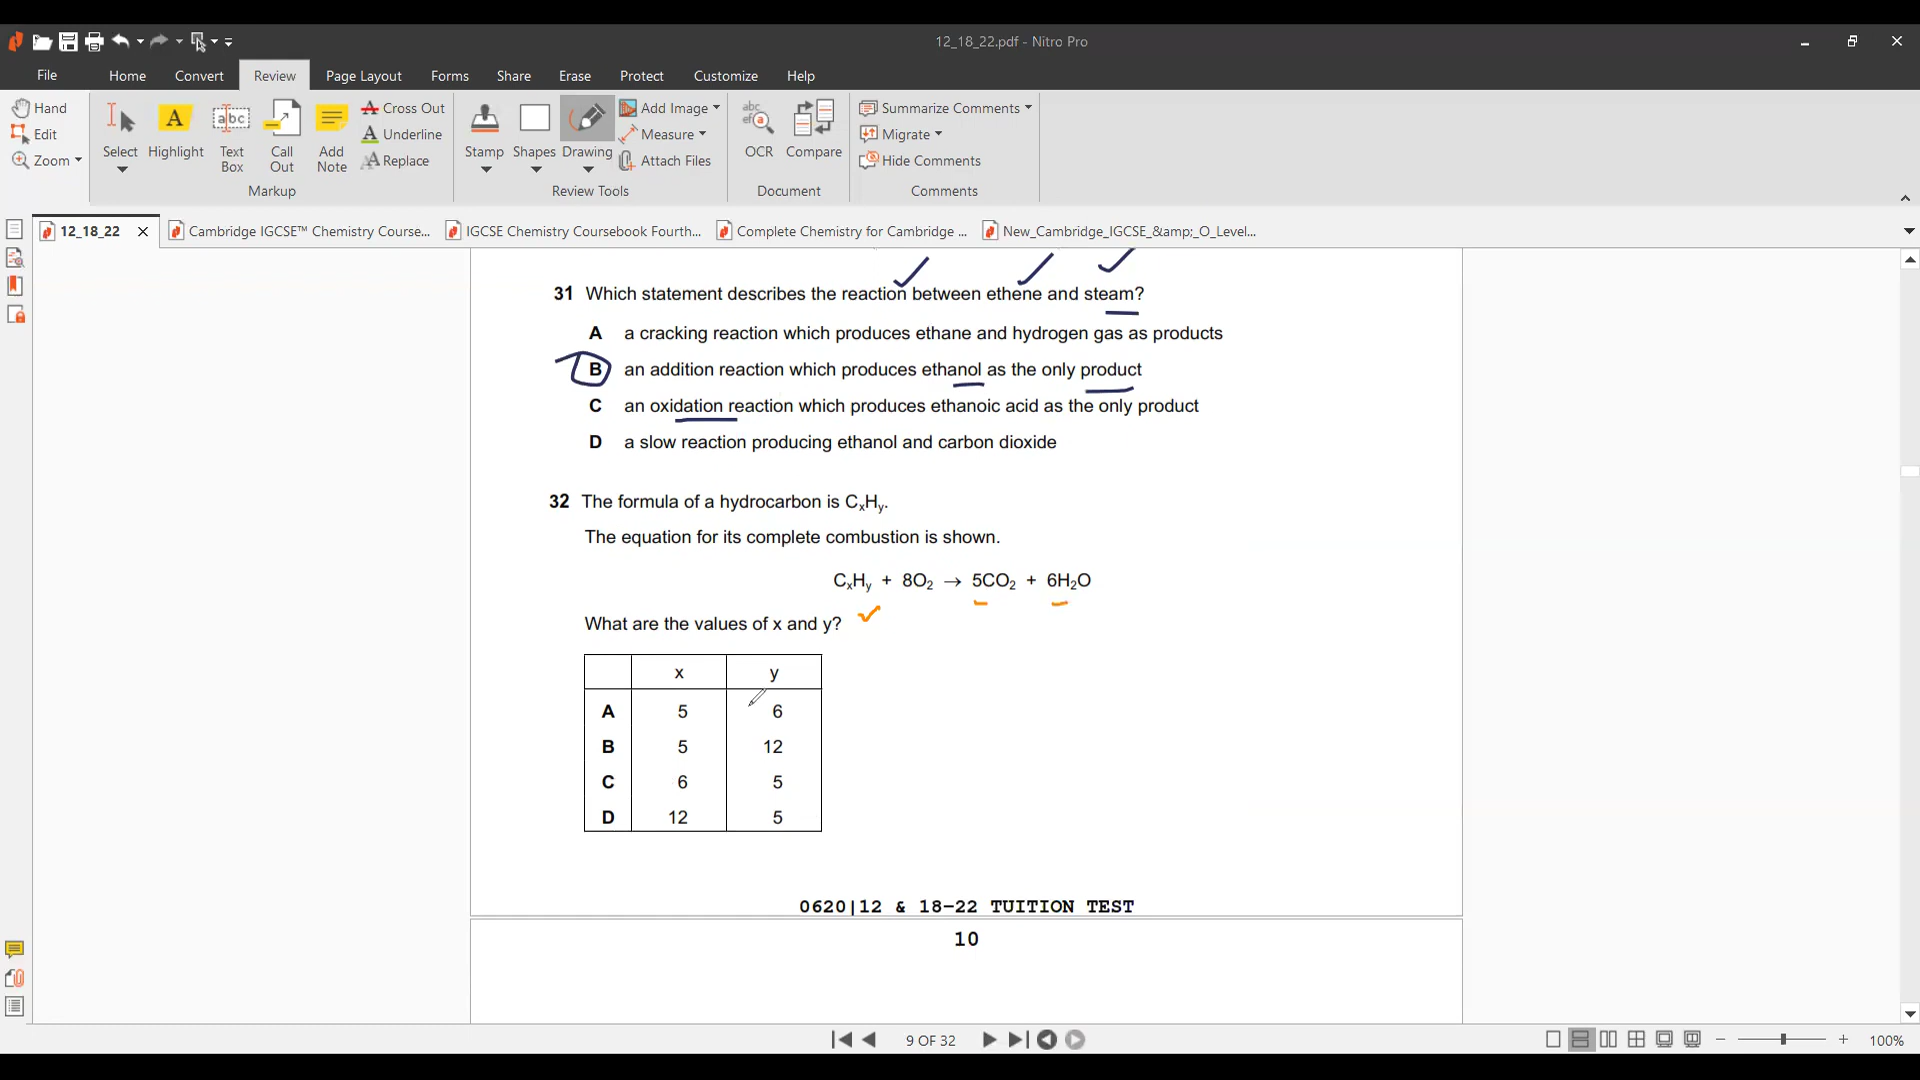 12_18_22.pdf - Nitro Pro
File Home Convert Review Page Layout Forms Share Erase Protect Customize Help
Hand
Edit
Zoom
Select
Highlight
Text Box
Call Out
Add Note
Cross Out
Underline
Replace
Markup
Stamp
Shapes
Drawing
Add Image
Measure
Attach Files
Review Tools
OCR
Compare
Document
Summarize Comments
Migrate
Hide Comments
Comments
12_18_22
Cambridge IGCSE™ Chemistry Course...
IGCSE Chemistry Coursebook Fourth...
Complete Chemistry for Cambridge ...
New_Cambridge_IGCSE_&amp;_O_Level...
31 Which statement describes the reaction between ethene and steam?
A a cracking reaction which produces ethane and hydrogen gas as products
B an addition reaction which produces ethanol as the only product
C an oxidation reaction which produces ethanoic acid as the only product
D a slow reaction producing ethanol and carbon dioxide
32 The formula of a hydrocarbon is CxHy.
The equation for its complete combustion is shown.
CxHy + 8O2 → 5CO2 + 6H2O
What are the values of x and y?
x y
A 5 6
B 5 12
C 6 5
D 12 5
0620|12 & 18-22 TUITION TEST
10
9 OF 32
100%